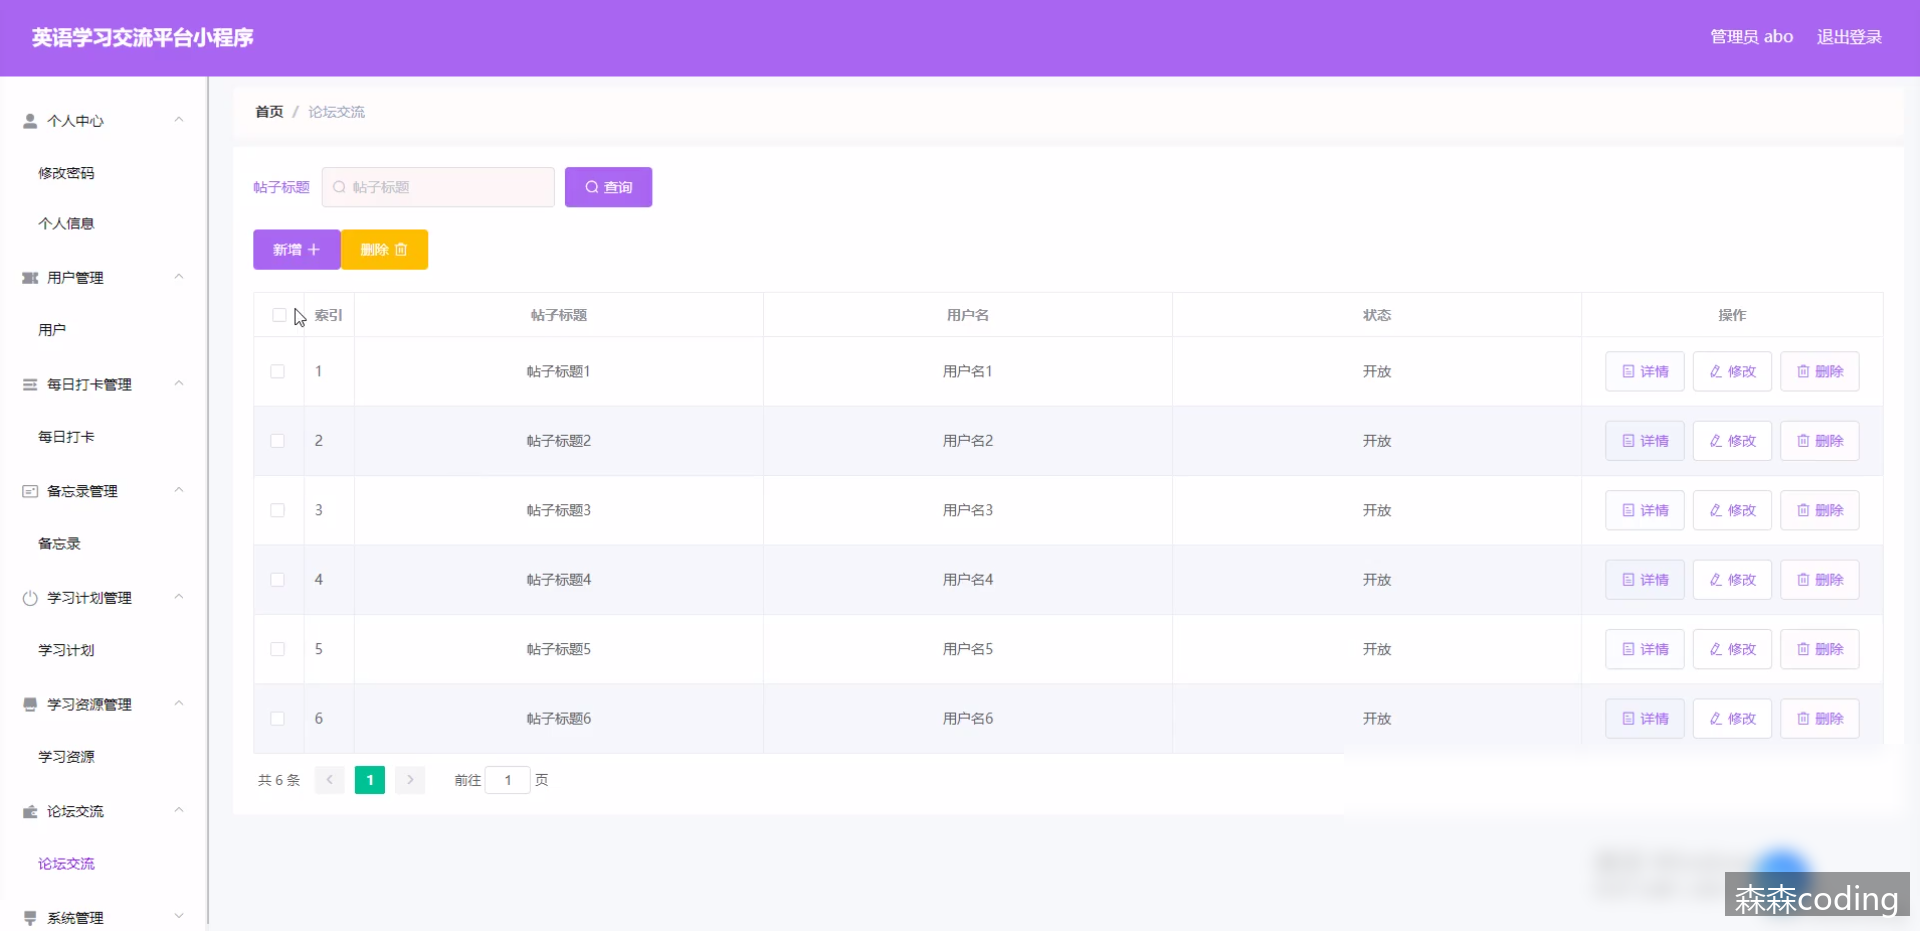 英语学习交流平台小程序
管理员 abo 退出登录
个人中心
修改密码
个人信息
用户管理
用户
每日打卡管理
每日打卡
备忘录管理
备忘录
学习计划管理
学习计划
学习资源管理
学习资源
论坛交流
论坛交流
系统管理
首页 / 论坛交流
帖子标题 帖子标题 查询
新增 删除
索引 帖子标题 用户名 状态 操作
1 帖子标题1 用户名1 开放 详情 修改 删除
2 帖子标题2 用户名2 开放 详情 修改 删除
3 帖子标题3 用户名3 开放 详情 修改 删除
4 帖子标题4 用户名4 开放 详情 修改 删除
5 帖子标题5 用户名5 开放 详情 修改 删除
6 帖子标题6 用户名6 开放 详情 修改 删除
共 6 条 1 前往 1 页
森森coding